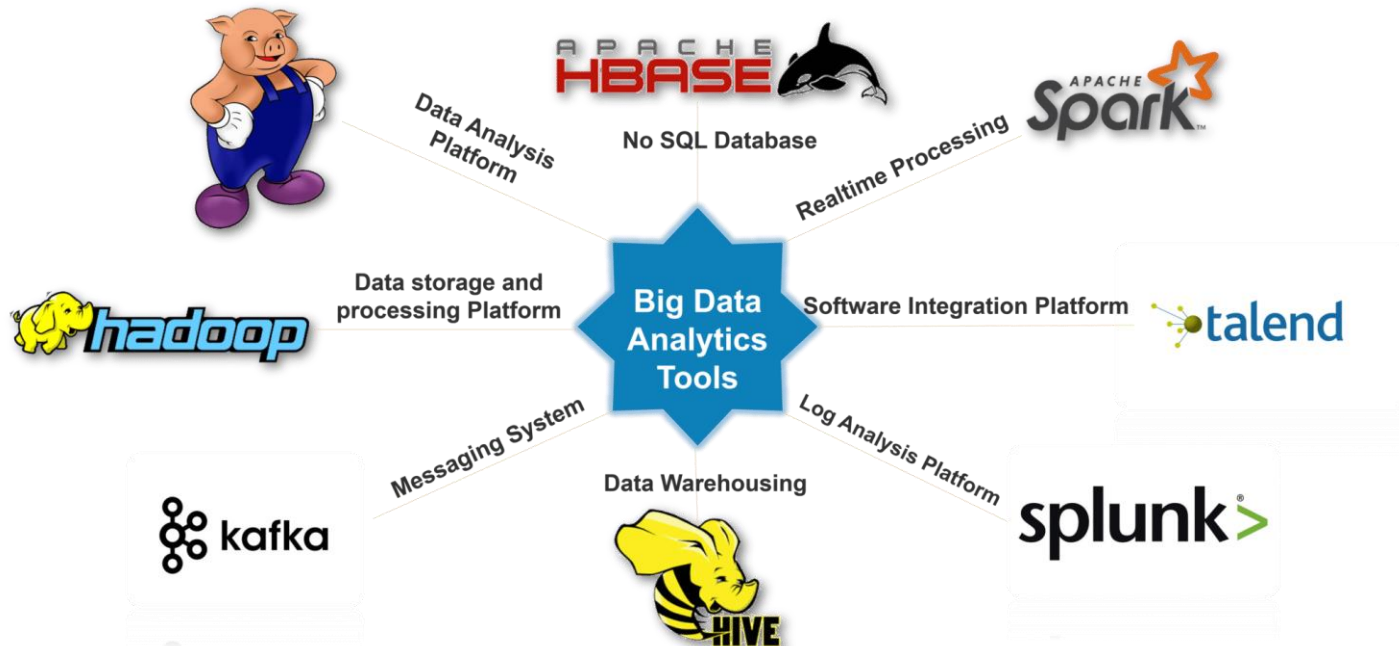 APACHE
HBASE
APACHE
Spark™
Data Analysis
Platform
No SQL Database
Realtime Processing
Data storage and
processing Platform
hadoop
Big Data
Analytics
Tools
Software Integration Platform
talend
Messaging System
Log Analysis Platform
kafka
Data Warehousing
splunk>®
HIVE